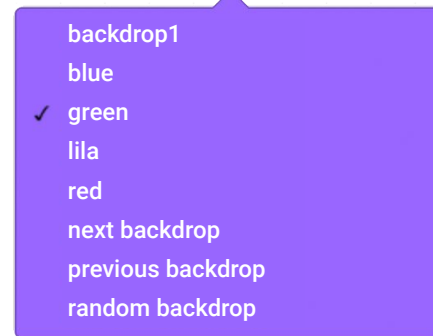 backdrop1
blue
✓ green
lila
red
next backdrop
previous backdrop
random backdrop